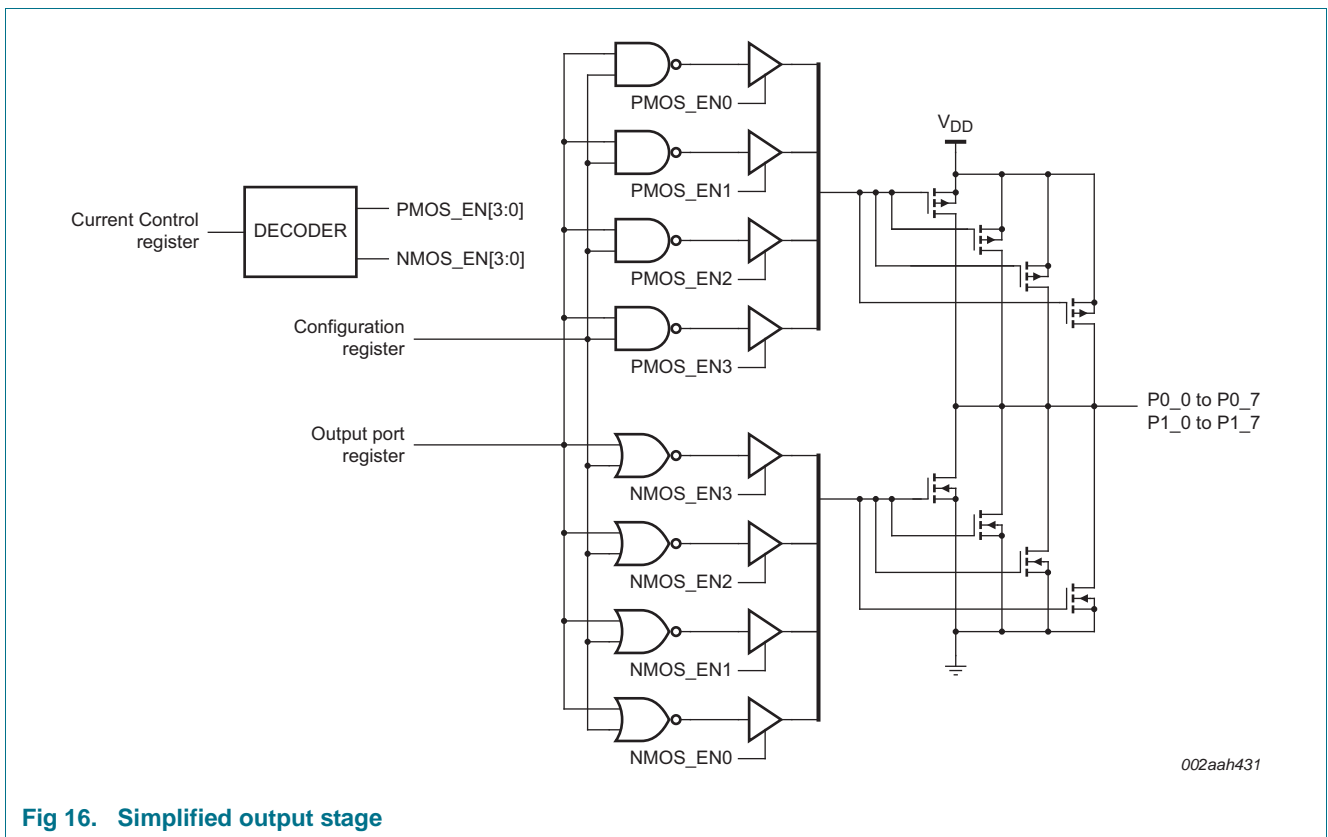 PMOS_EN0
PMOS_EN1
PMOS_EN2
PMOS_EN3
Current Control
register
DECODER
PMOS_EN[3:0]
NMOS_EN[3:0]
Configuration
register
Output port
register
NMOS_EN3
NMOS_EN2
NMOS_EN1
NMOS_EN0
VDD
P0_0 to P0_7
P1_0 to P1_7
002aah431
Fig 16. Simplified output stage